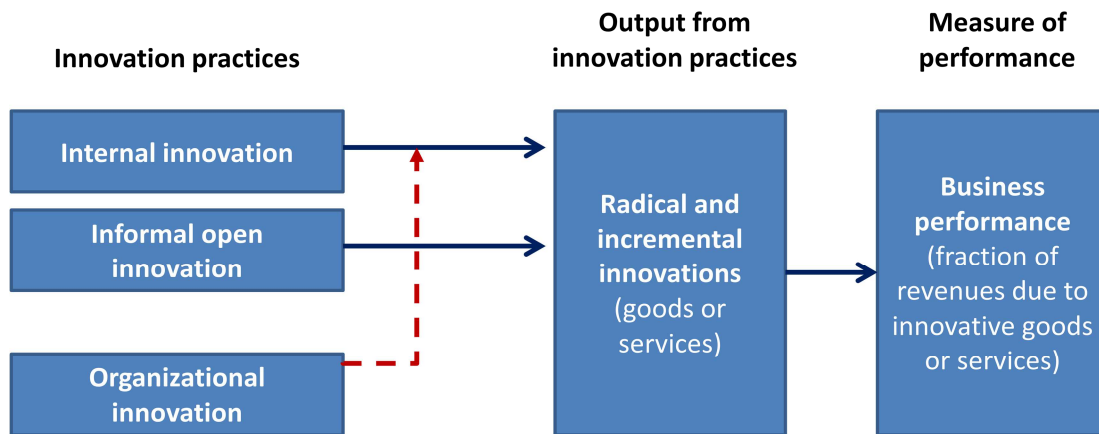 Innovation practices
Output from
innovation practices
Measure of
performance
Internal innovation
Informal open
innovation
Organizational
innovation
Radical and
incremental
innovations
(goods or
services)
Business
performance
(fraction of
revenues due to
innovative goods
or services)